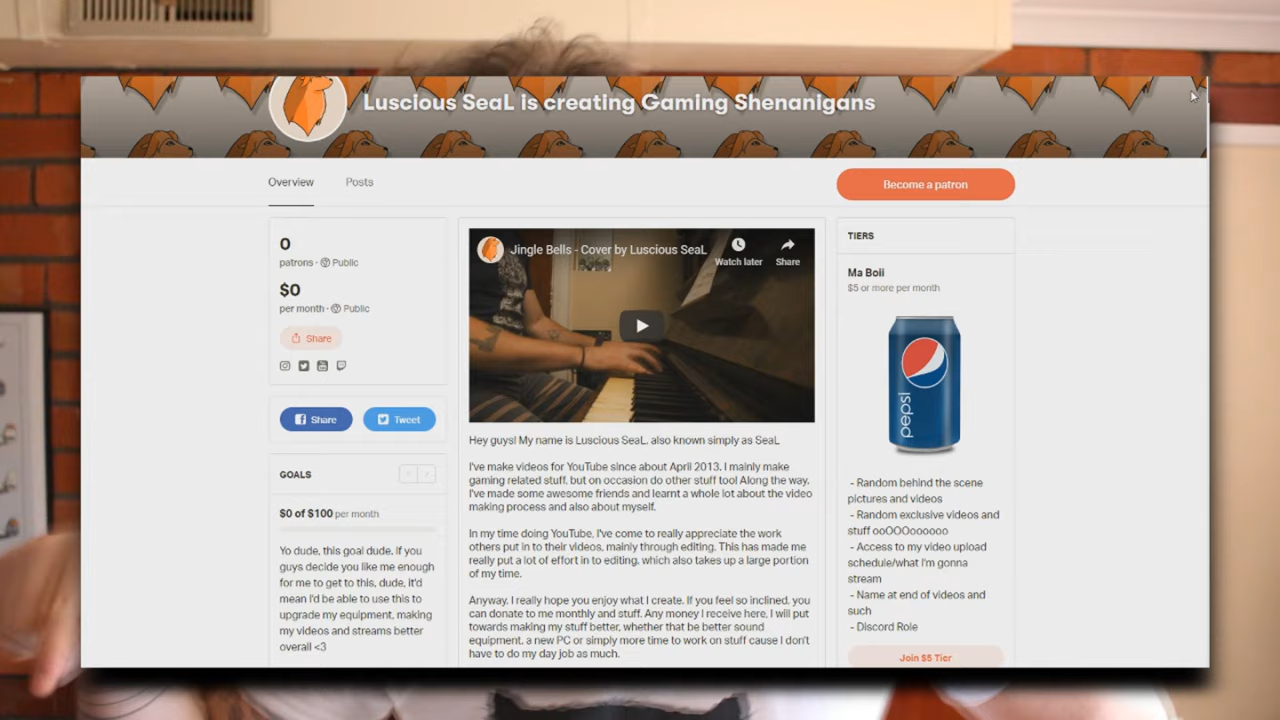 Luscious SeaL is creating Gaming Shenanigans
Overview
Posts
Become a patron
0
patrons · Public
$0
per month · Public
Share
Share
Tweet
GOALS
$0 of $100 per month
Yo dude, this goal dude, if you
guys decide you like me enough
for me to get to this, dude, it'd
mean I'd be able to use this to
upgrade my equipment, making
my videos and streams better
overall <3
Jingle Bells - Cover by Luscious SeaL
Watch later
Share
Hey guys! My name is Luscious SeaL, also known simply as SeaL
I've make videos for YouTube since about April 2013. I mainly make
gaming related stuff, but on occasion do other stuff too! Along the way,
I've made some awesome friends and learnt a whole lot about the video
making process and also about myself.
In my time doing YouTube, I've come to really appreciate the work
others put in to their videos, mainly through editing. This has made me
really put a lot of effort in to editing, which also takes up a large portion
of my time.
Anyway, I really hope you enjoy what I create. If you feel so inclined, you
can donate to me monthly and stuff. Any money I receive here, I will put
towards making my stuff better, whether that be better sound
equipment, a new PC or simply more time to work on stuff cause I don't
have to do my day job as much.
TIERS
Ma Boii
$5 or more per month
pepsi
- Random behind the scene
pictures and videos
- Random exclusive videos and
stuff ooOOOoooooo
- Access to my video upload
schedule/what I'm gonna
stream
- Name at end of videos and
such
- Discord Role
Join $5 Tier